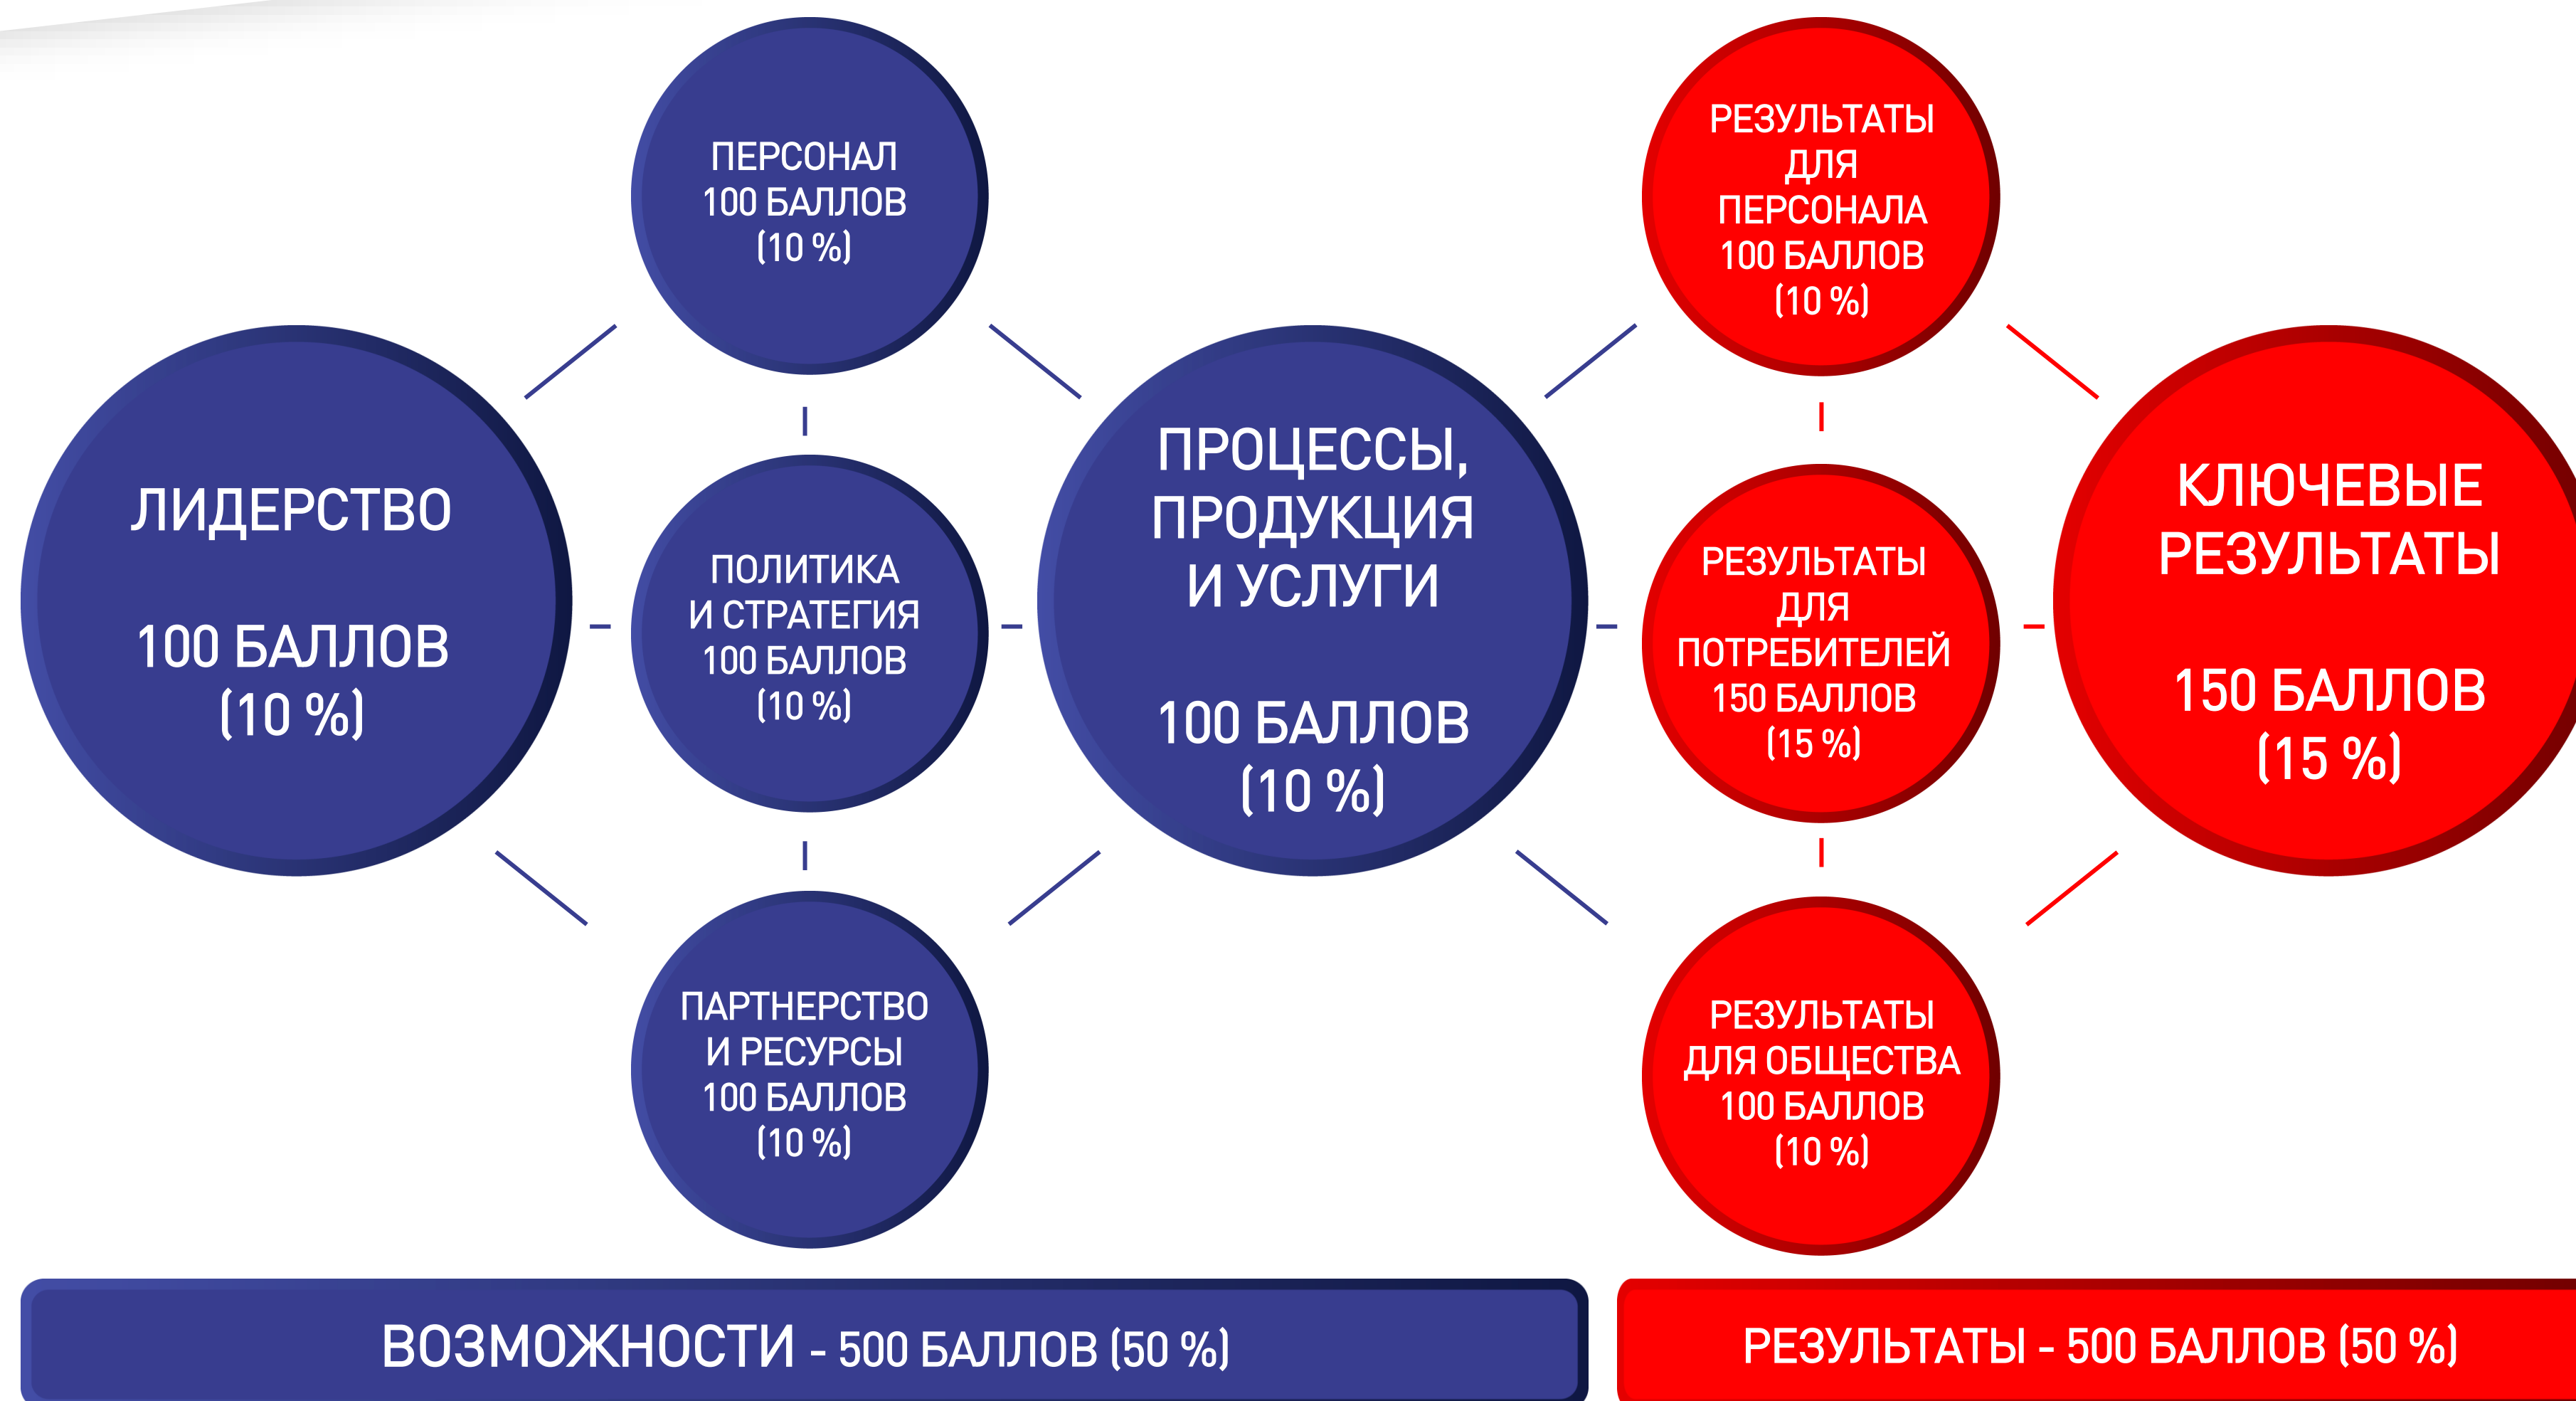 ПЕРСОНАЛ
100 БАЛЛОВ
(10 %)
РЕЗУЛЬТАТЫ
ДЛЯ
ПЕРСОНАЛА
100 БАЛЛОВ
(10 %)
ЛИДЕРСТВО
100 БАЛЛОВ
(10 %)
ПОЛИТИКА
И СТРАТЕГИЯ
100 БАЛЛОВ
(10 %)
ПРОЦЕССЫ,
ПРОДУКЦИЯ
И УСЛУГИ
100 БАЛЛОВ
(10 %)
РЕЗУЛЬТАТЫ
ДЛЯ
ПОТРЕБИТЕЛЕЙ
150 БАЛЛОВ
(15 %)
КЛЮЧЕВЫЕ
РЕЗУЛЬТАТЫ
150 БАЛЛОВ
(15 %)
ПАРТНЕРСТВО
И РЕСУРСЫ
100 БАЛЛОВ
(10 %)
РЕЗУЛЬТАТЫ
ДЛЯ ОБЩЕСТВА
100 БАЛЛОВ
(10 %)
ВОЗМОЖНОСТИ - 500 БАЛЛОВ (50 %)
РЕЗУЛЬТАТЫ - 500 БАЛЛОВ (50 %)